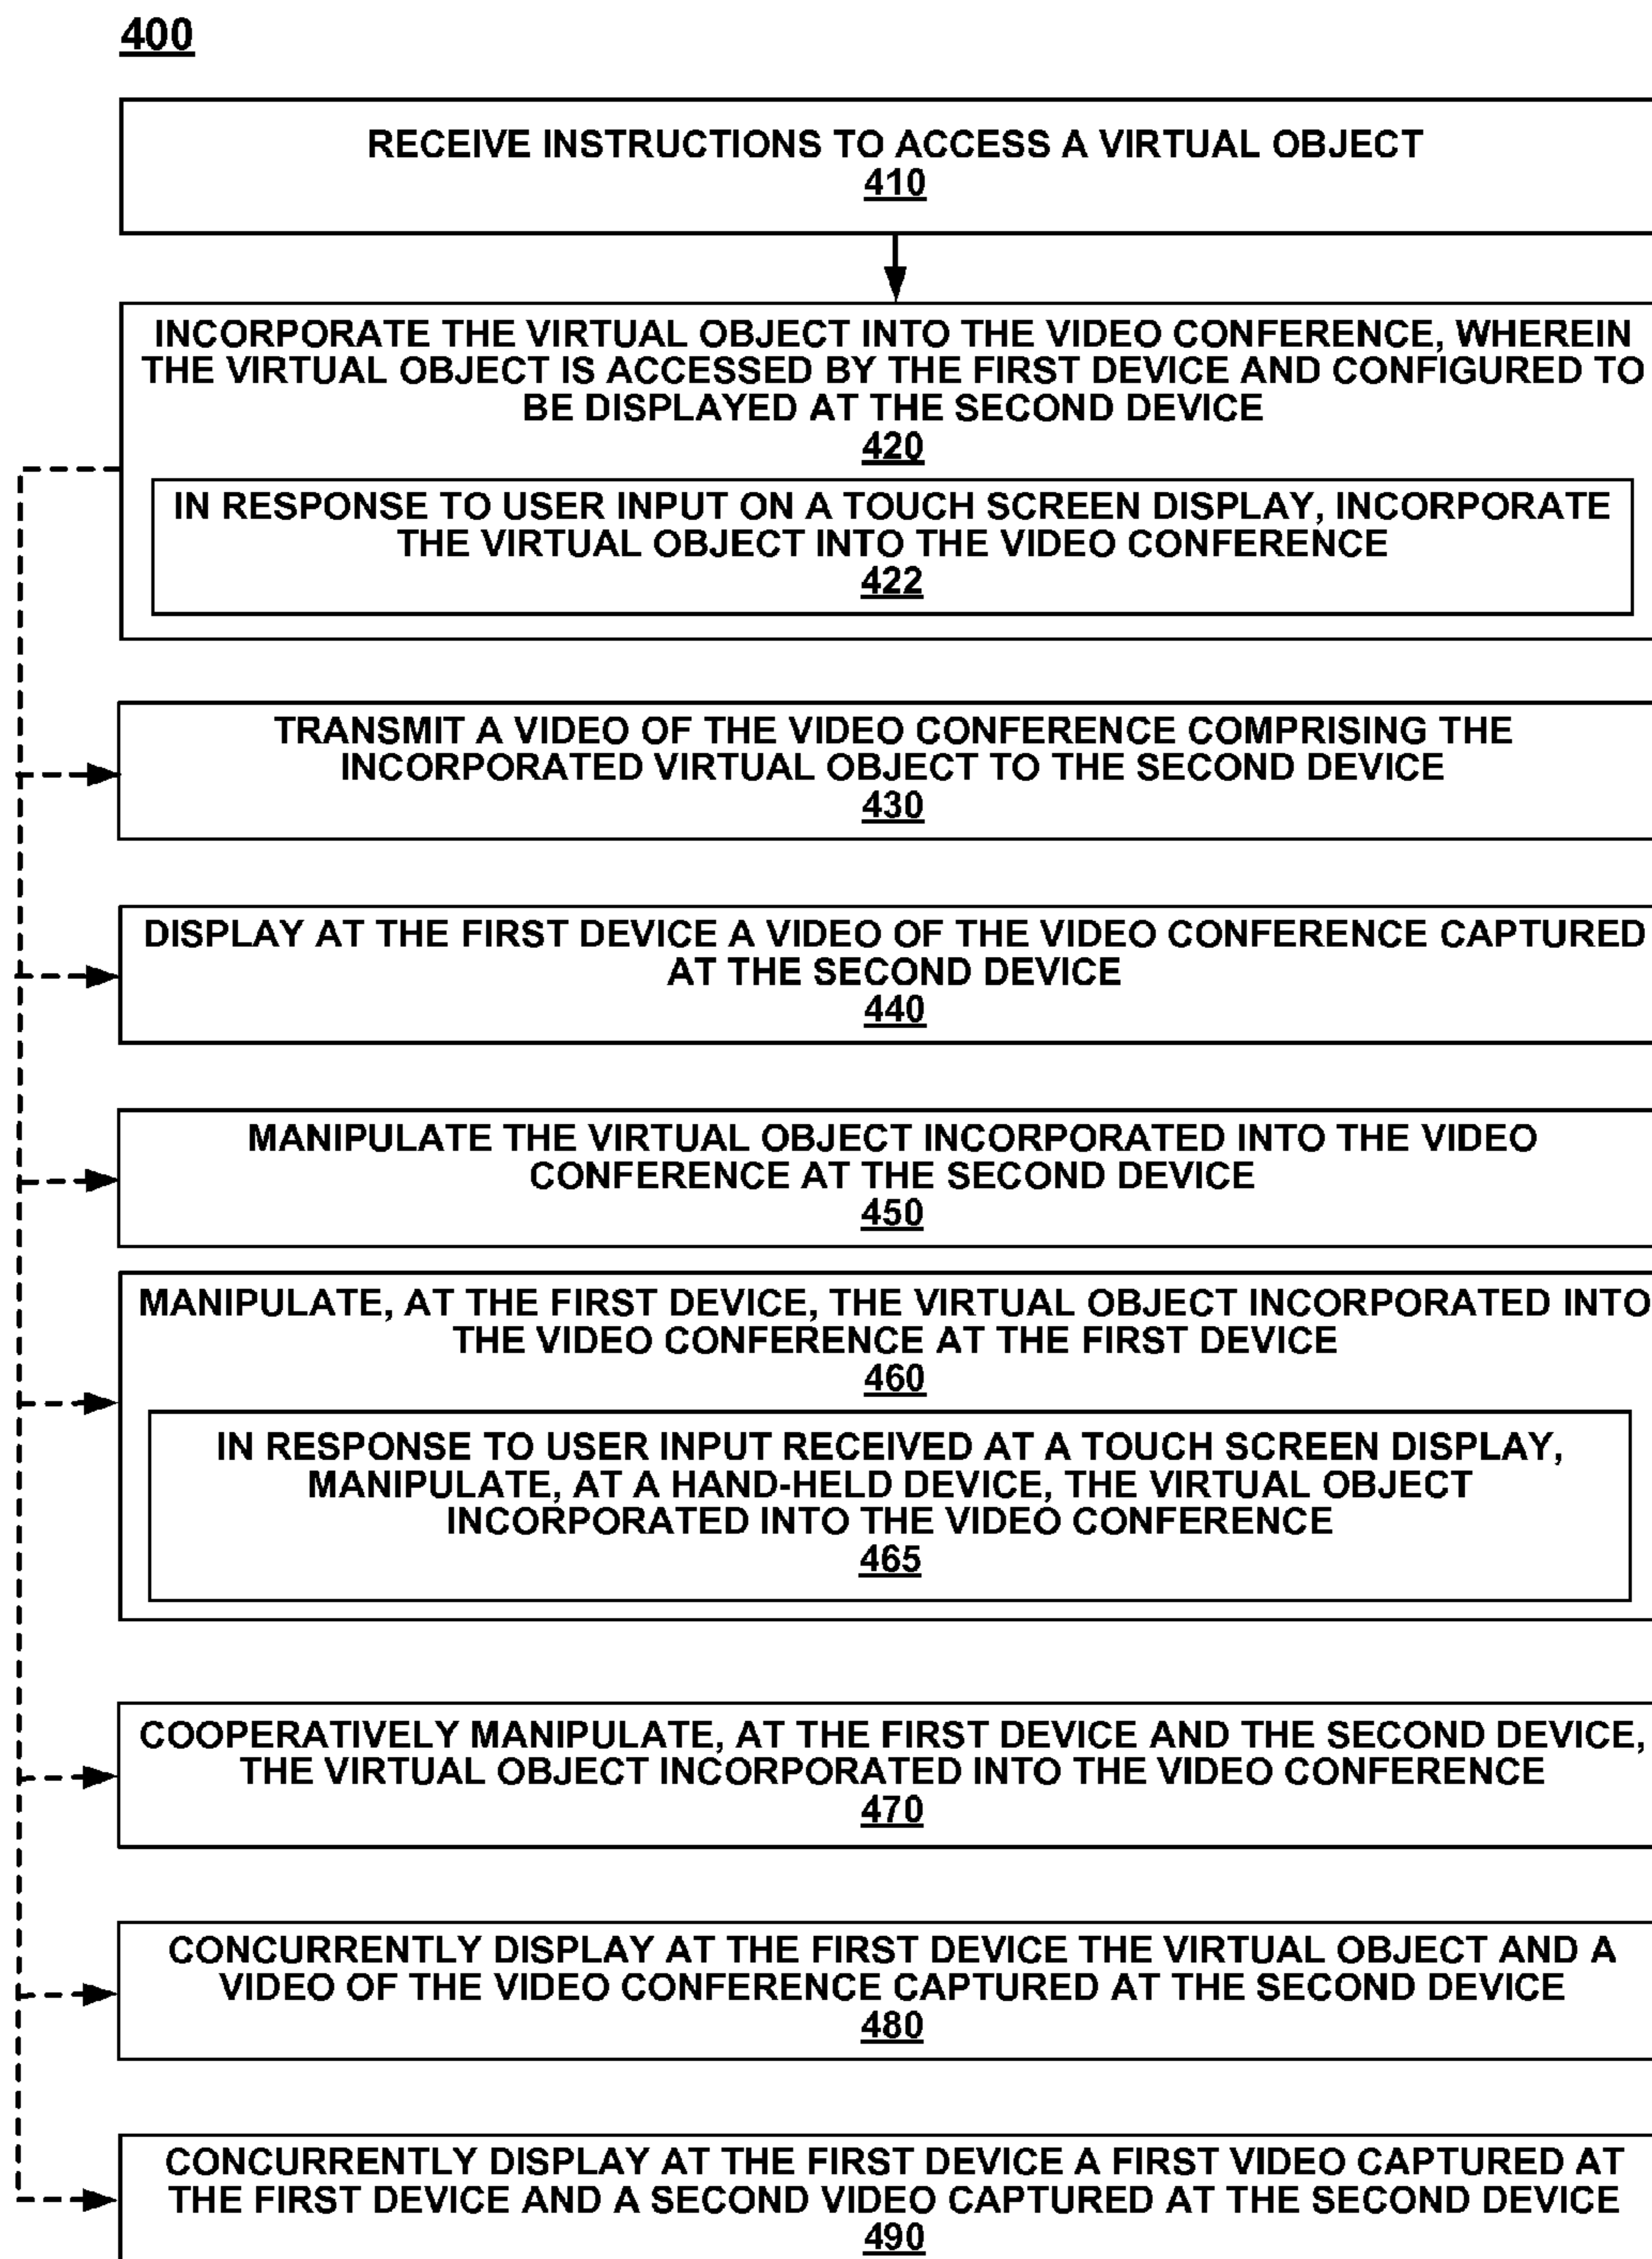 400
RECEIVE INSTRUCTIONS TO ACCESS A VIRTUAL OBJECT
410
INCORPORATE THE VIRTUAL OBJECT INTO THE VIDEO CONFERENCE, WHEREIN
THE VIRTUAL OBJECT IS ACCESSED BY THE FIRST DEVICE AND CONFIGURED TO
BE DISPLAYED AT THE SECOND DEVICE
420
IN RESPONSE TO USER INPUT ON A TOUCH SCREEN DISPLAY, INCORPORATE
THE VIRTUAL OBJECT INTO THE VIDEO CONFERENCE
422
TRANSMIT A VIDEO OF THE VIDEO CONFERENCE COMPRISING THE
INCORPORATED VIRTUAL OBJECT TO THE SECOND DEVICE
430
DISPLAY AT THE FIRST DEVICE A VIDEO OF THE VIDEO CONFERENCE CAPTURED
AT THE SECOND DEVICE
440
MANIPULATE THE VIRTUAL OBJECT INCORPORATED INTO THE VIDEO
CONFERENCE AT THE SECOND DEVICE
450
MANIPULATE, AT THE FIRST DEVICE, THE VIRTUAL OBJECT INCORPORATED INTO
THE VIDEO CONFERENCE AT THE FIRST DEVICE
460
IN RESPONSE TO USER INPUT RECEIVED AT A TOUCH SCREEN DISPLAY,
MANIPULATE, AT A HAND-HELD DEVICE, THE VIRTUAL OBJECT
INCORPORATED INTO THE VIDEO CONFERENCE
465
COOPERATIVELY MANIPULATE, AT THE FIRST DEVICE AND THE SECOND DEVICE,
THE VIRTUAL OBJECT INCORPORATED INTO THE VIDEO CONFERENCE
470
CONCURRENTLY DISPLAY AT THE FIRST DEVICE THE VIRTUAL OBJECT AND A
VIDEO OF THE VIDEO CONFERENCE CAPTURED AT THE SECOND DEVICE
480
CONCURRENTLY DISPLAY AT THE FIRST DEVICE A FIRST VIDEO CAPTURED AT
THE FIRST DEVICE AND A SECOND VIDEO CAPTURED AT THE SECOND DEVICE
490